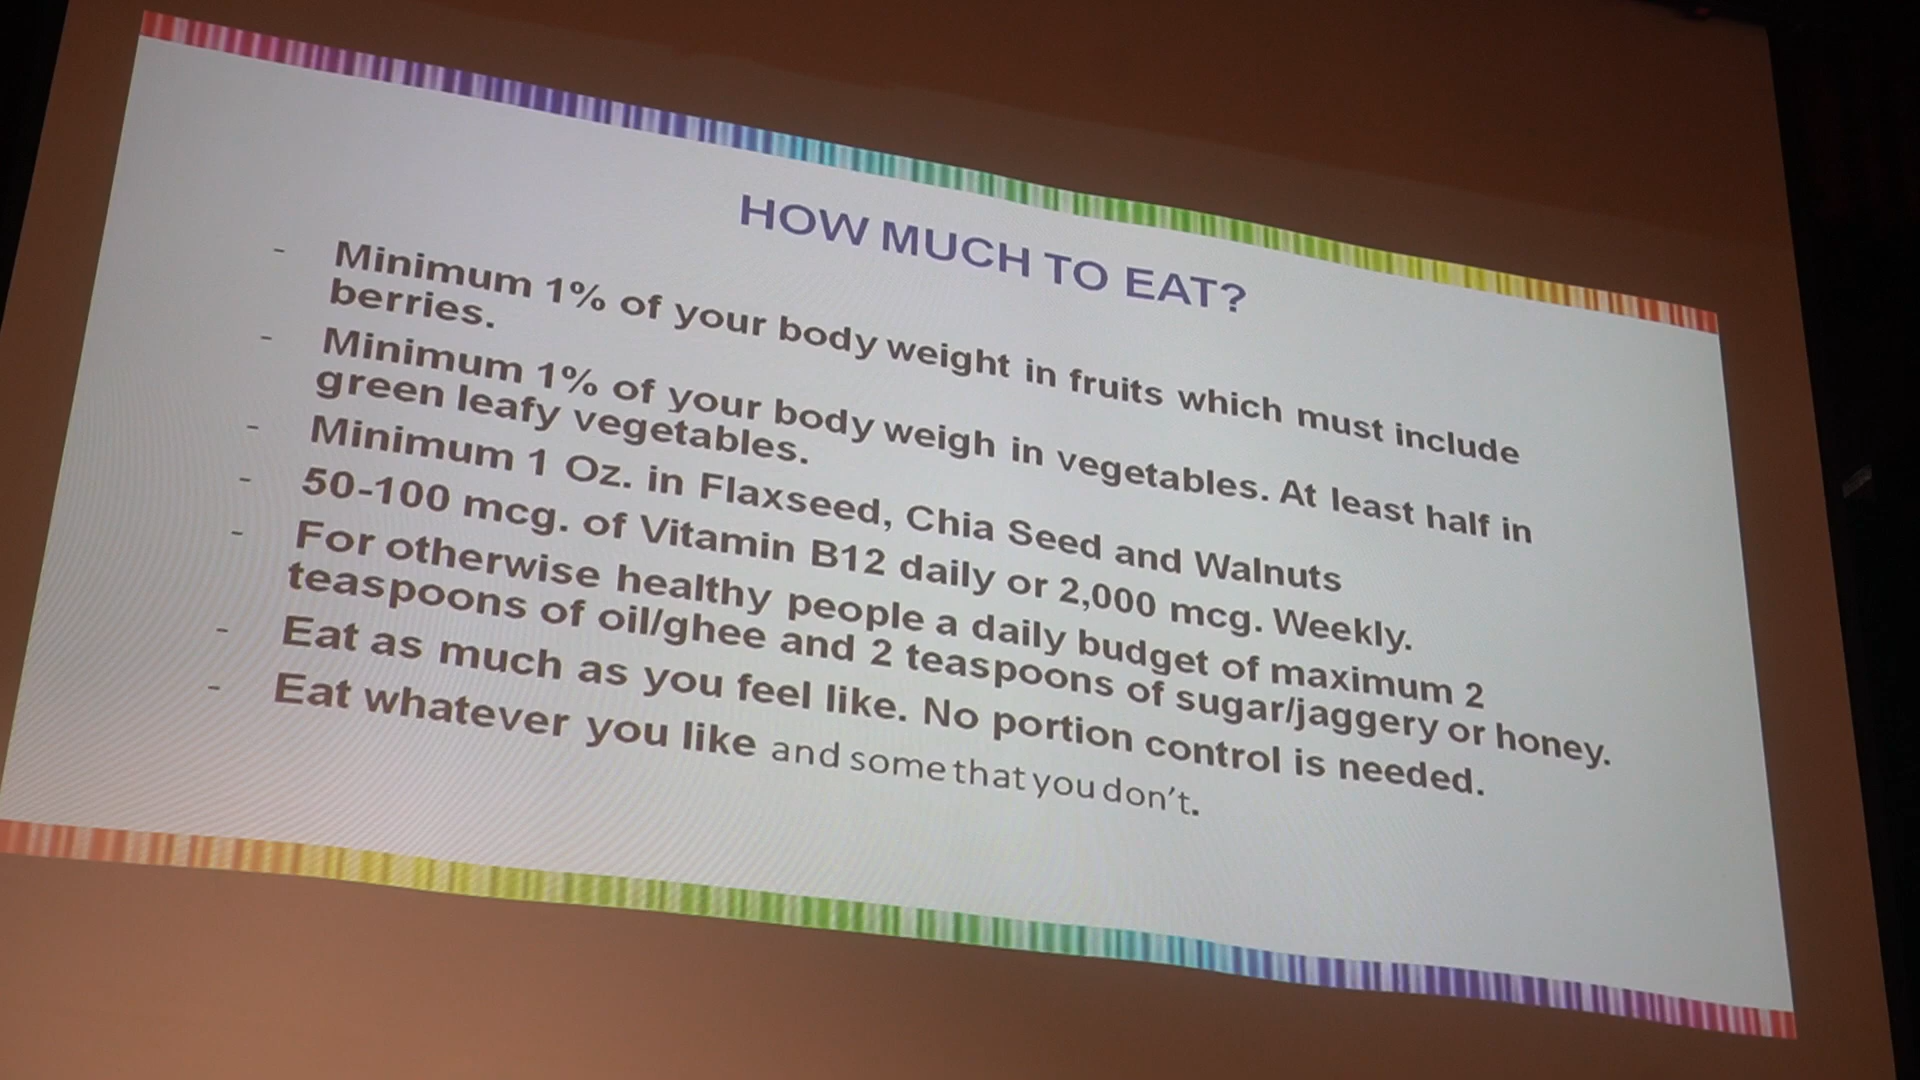 HOW MUCH TO EAT?
- Minimum 1% of your body weight in fruits which must include
berries.
- Minimum 1% of your body weigh in vegetables. At least half in
green leafy vegetables.
- Minimum 1 Oz. in Flaxseed, Chia Seed and Walnuts
- 50-100 mcg. of Vitamin B12 daily or 2,000 mcg. Weekly.
- For otherwise healthy people a daily budget of maximum 2
teaspoons of oil/ghee and 2 teaspoons of sugar/jaggery or honey.
- Eat as much as you feel like. No portion control is needed.
- Eat whatever you like and some that you don't.